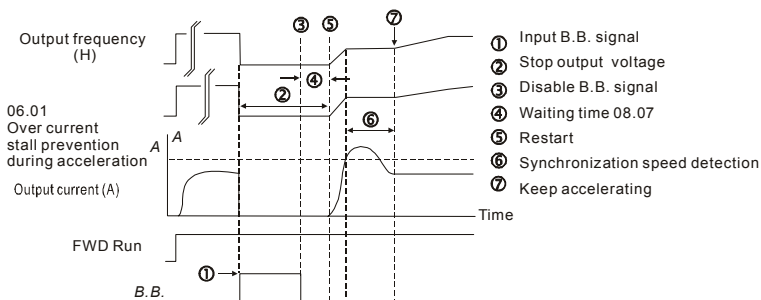 Output frequency
(H)
06.01
Over current
stall prevention
during acceleration
Output current (A)
FWD Run
B.B.
A
A
③
⑤
⑦
④
②
⑥
①
Time
① Input B.B. signal
② Stop output voltage
③ Disable B.B. signal
④ Waiting time 08.07
⑤ Restart
⑥ Synchronization speed detection
⑦ Keep accelerating